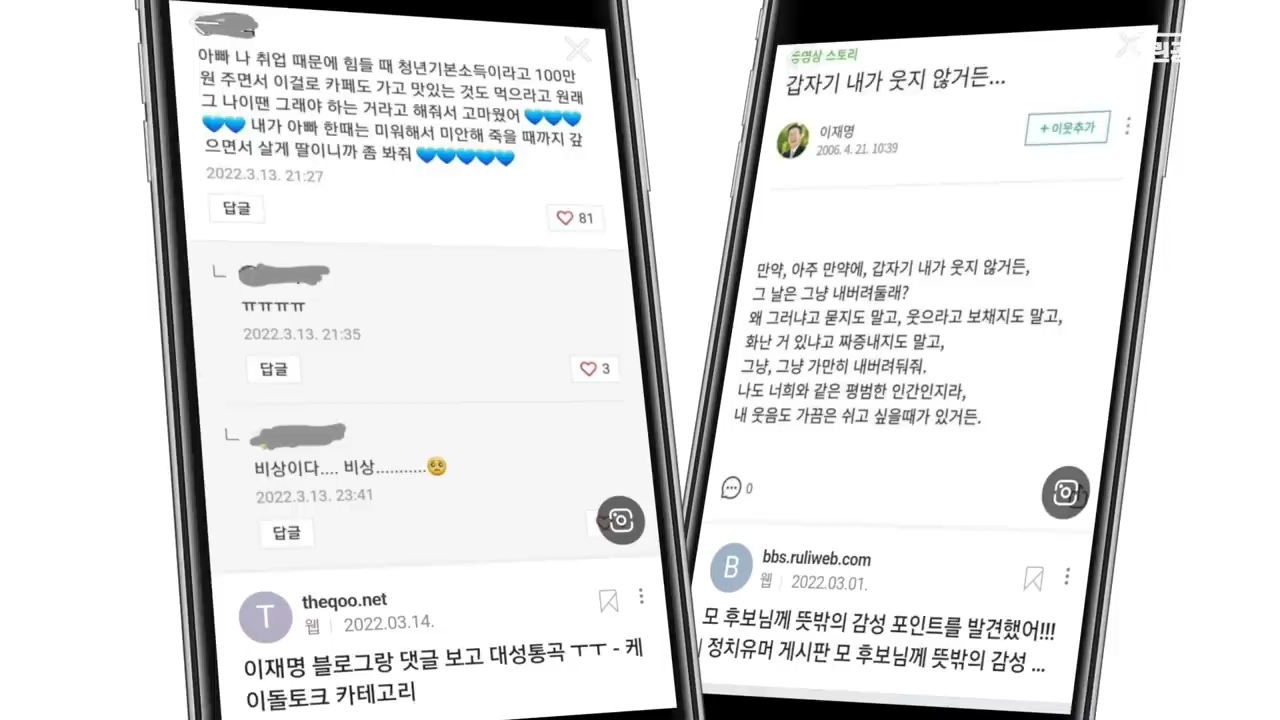 아빠 나 취업 때문에 힘들 때 청년기본소득이라고 100만
원 주면서 이걸로 카페도 가고 맛있는 것도 먹으라고 원래
그 나이땐 그래야 하는 거라고 해줘서 고마웠어 💙💙💙
💙💙 내가 아빠 한때는 미워해서 미안해 죽을 때까지 갚
으면서 살게 딸이니까 좀 봐줘 💙💙💙💙💙
2022.3.13. 21:27
답글
81
ㅠㅠㅠㅠ
2022.3.13. 21:35
답글
3
비상이다.... 비상...........🥺
2022.3.13. 23:41
답글
T
theqoo.net
웹 | 2022.03.14.
이재명 블로그랑 댓글 보고 대성통곡 ㅜㅜ - 케
이돌토크 카테고리
동영상 스토리
갑자기 내가 웃지 않거든...
이재명
2006. 4. 21. 10:39
+ 이웃추가
만약, 아주 만약에, 갑자기 내가 웃지 않거든,
그 날은 그냥 내버려둘래?
왜 그러냐고 묻지도 말고, 웃으라고 보채지도 말고,
화난 거 있냐고 짜증내지도 말고,
그냥, 그냥 가만히 내버려둬줘.
나도 너희와 같은 평범한 인간인지라,
내 웃음도 가끔은 쉬고 싶을때가 있거든.
0
B
bbs.ruliweb.com
웹 | 2022.03.01.
모 후보님께 뜻밖의 감성 포인트를 발견했어!!!
정치유머 게시판 모 후보님께 뜻밖의 감성 ...